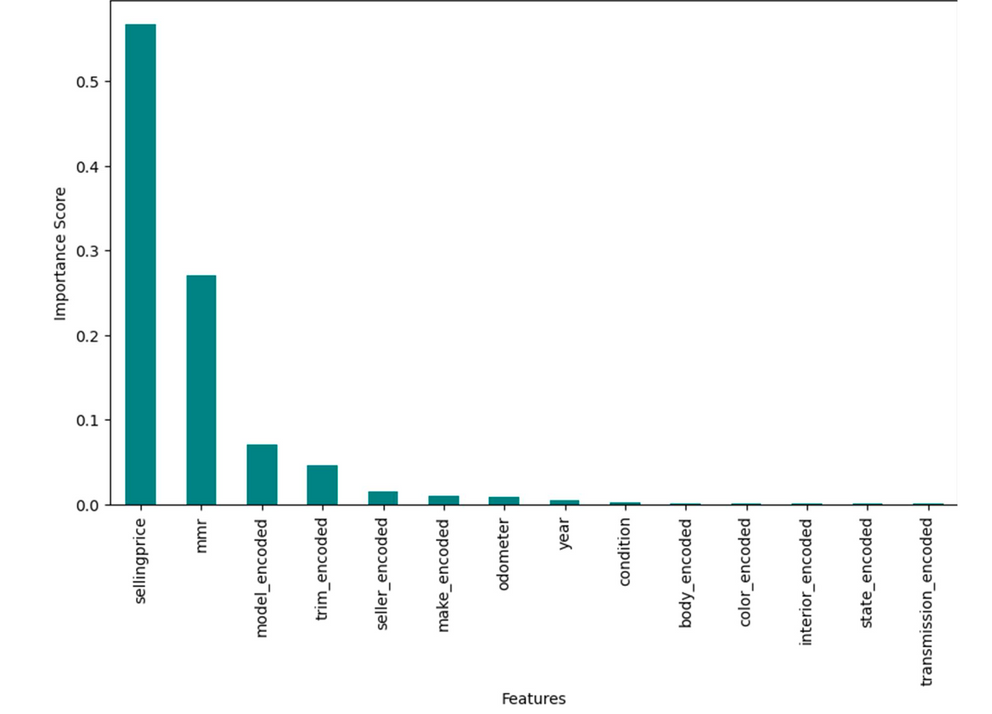 0.5
0.4
0.3
0.2
0.1
0.0
Importance Score
sellingprice
mmr
model_encoded
trim_encoded
seller_encoded
make_encoded
odometer
year
condition
body_encoded
color_encoded
interior_encoded
state_encoded
transmission_encoded
Features